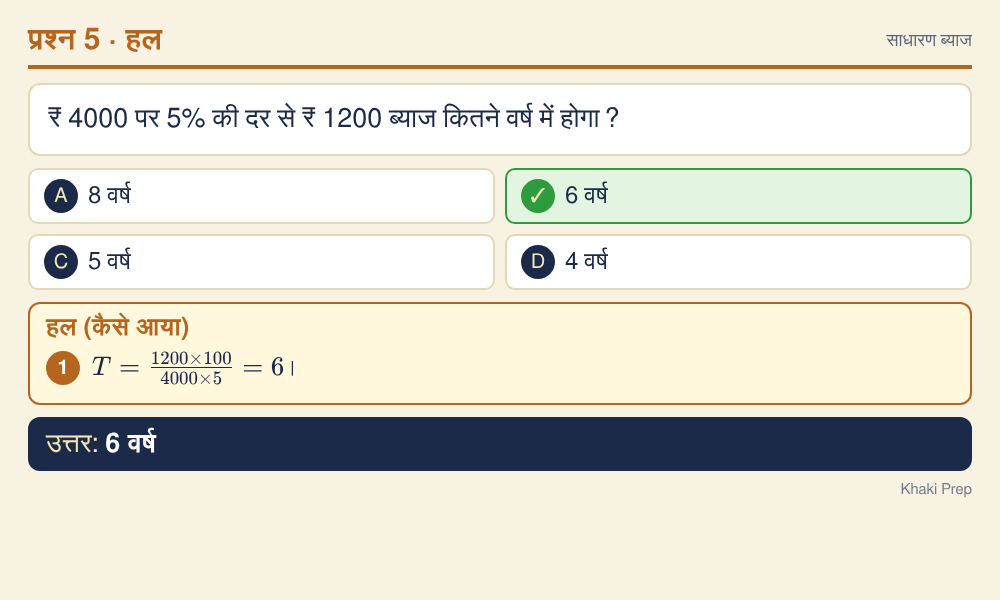 प्रश्न 5 · हल
साधारण ब्याज
₹ 4000 पर 5% की दर से ₹ 1200 ब्याज कितने वर्ष में होगा ?
A 8 वर्ष
✓ 6 वर्ष
C 5 वर्ष
D 4 वर्ष
हल (कैसे आया)
1 T = \frac{1200×100}{4000×5} = 6।
उत्तर: 6 वर्ष
Khaki Prep